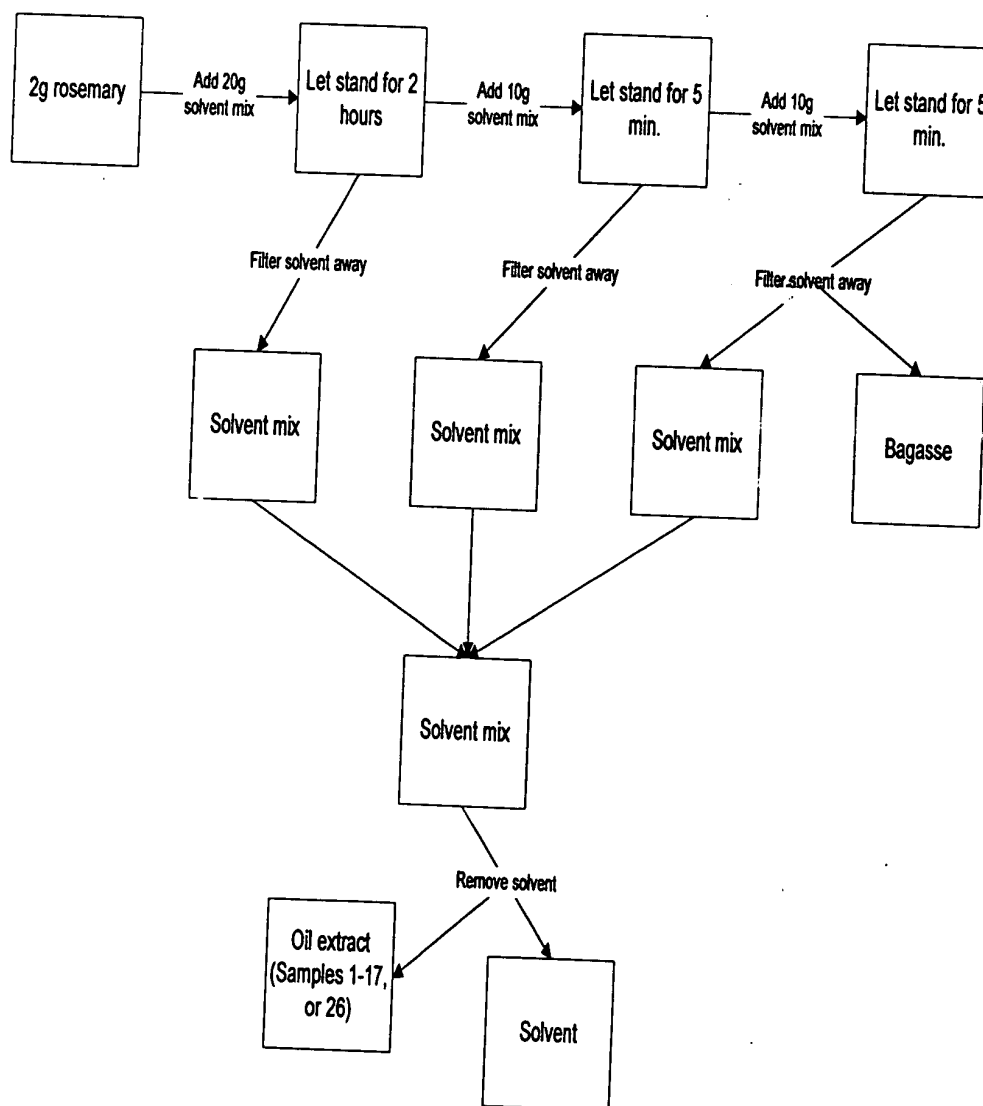 2g rosemary
Add 20g
solvent mix
Let stand for 2
hours
Add 10g
solvent mix
Let stand for 5
min.
Add 10g
solvent mix
Let stand for 5
min.
Filter solvent away
Filter solvent away
Filter solvent away
Solvent mix
Solvent mix
Solvent mix
Bagasse
Solvent mix
Remove solvent
Oil extract
(Samples 1-17,
or 26)
Solvent